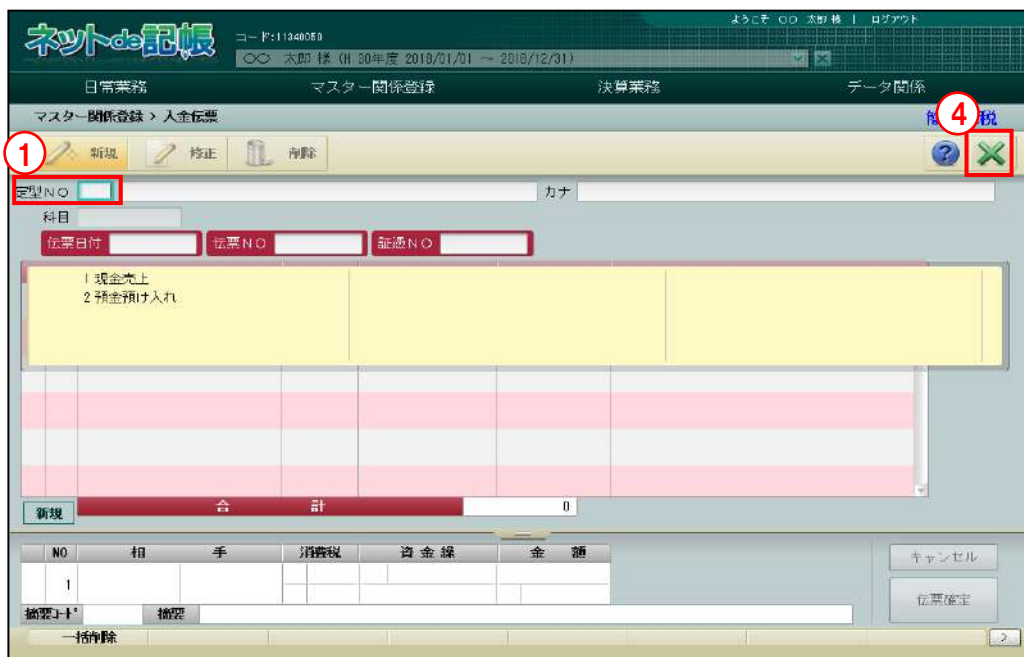 ようこそ 〇〇 太郎 様 | ログアウト
ネットde記帳
コード:11340050
〇〇 太郎 様 (H 30年度 2018/01/01 ～ 2018/12/31)
日常業務 マスター関係登録 決算業務 データ関係
マスター関係登録 > 入金伝票 税
4
1
新規 修正 削除
定型NO カナ
科目
伝票日付 伝票NO 証憑NO
1 現金売上
2 預金預け入れ
新規 合 計 0
NO 相 手 消費税 資 金 繰 金 額
キャンセル
1
伝票確定
摘要コード 摘要
一括削除